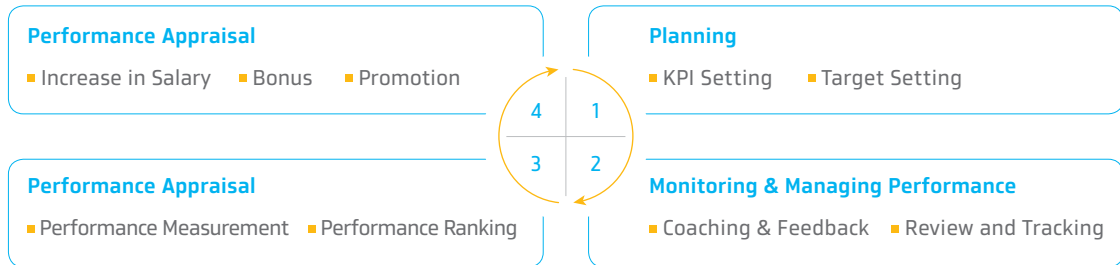 Performance Appraisal
Increase in Salary Bonus Promotion
Planning
KPI Setting Target Setting
4 1
3 2
Performance Appraisal
Performance Measurement Performance Ranking
Monitoring & Managing Performance
Coaching & Feedback Review and Tracking